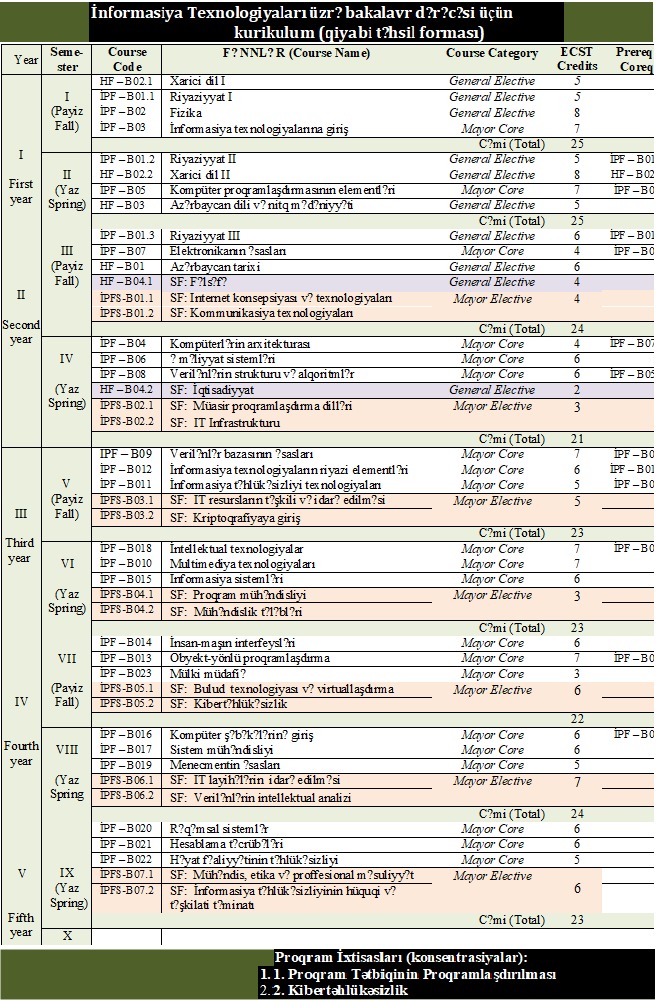 İnformasiya Texnologiyaları üzr? bakalavr d?r?c?si üçün
kurikulum (qiyabi t?hsil forması)
Year Seme-ster Course Code F? NNL? R (Course Name) Course Category ECST Credits Prereq Coreq
I First year
I (Payiz Fall)
HF – B02.1 Xarici dil I General Elective 5
İPF – B01.1 Riyaziyyat I General Elective 5
İPF – B02 Fizika General Elective 8
İPF – B03 İnformasiya texnologiyalarına giriş Mayor Core 7
C?mi (Total) 25
II (Yaz Spring)
İPF – B01.2 Riyaziyyat II General Elective 5 İPF – B01
HF – B02.2 Xarici dil II General Elective 8 HF – B02
İPF – B05 Kompüter proqramlaşdırmasının elementl?ri Mayor Core 7 İPF – B0
HF – B03 Az?rbaycan dili v? nitq m?d?niyy?ti General Elective 5
C?mi (Total) 25
II Second year
III (Payiz Fall)
İPF – B01.3 Riyaziyyat III General Elective 6 İPF – B01
İPF – B07 Elektronikanın ?sasları Mayor Core 4 İPF – B0
HF – B01 Az?rbaycan tarixi General Elective 6
HF – B04.1 SF: F?ls?f? General Elective 4
İPFS-B01.1 SF: Internet konsepsiyası v? texnologiyaları Mayor Elective 4
İPFS-B01.2 SF: Kommunikasiya texnologiyaları
C?mi (Total) 24
IV (Yaz Spring)
İPF – B04 Kompüterl?rin arxitekturası Mayor Core 4 İPF – B07
İPF – B06 ? m?liyyat sisteml?ri Mayor Core 6
İPF – B08 Veril?nl?rin strukturu v? alqoritml?r Mayor Core 6 İPF – B05
HF – B04.2 SF: İqtisadiyyat General Elective 2
İPFS-B02.1 SF: Müasir proqramlaşdırma dill?ri Mayor Elective 3
İPFS-B02.2 SF: IT Infrastrukturu
C?mi (Total) 21
III Third year
V (Payiz Fall)
İPF – B09 Veril?nl?r bazasının ?sasları Mayor Core 7 İPF – B0
İPF – B012 İnformasiya texnologiyaların riyazi elementl?ri Mayor Core 6 İPF – B01
İPF – B011 İnformasiya t?hlük?sizliyi texnologiyaları Mayor Core 5 İPF – B0
İPFS-B03.1 SF: IT resursların t?şkili v? idar? edilm?si Mayor Elective 5
İPFS-B03.2 SF: Kriptoqrafiyaya giriş
C?mi (Total) 23
VI (Yaz Spring)
İPF – B018 İntellektual texnologiyalar Mayor Core 7 İPF – B0
İPF – B010 Multimediya texnologiyaları Mayor Core 7
İPF – B015 İnformasiya sisteml?ri Mayor Core 6
İPFS-B04.1 SF: Proqram müh?ndisliyi Mayor Elective 3
İPFS-B04.2 SF: Müh?ndislik t?l?bl?ri
C?mi (Total) 23
IV Fourth year
VII (Payiz Fall)
İPF – B014 İnsan-maşın interfeysl?ri Mayor Core 6
İPF – B013 Obyekt-yönlü proqramlaşdırma Mayor Core 7 İPF – B0
İPF – B023 Mülki müdafi? Mayor Core 3
İPFS-B05.1 SF: Bulud texnologiyası v? virtuallaşdırma Mayor Elective 6
İPFS-B05.2 SF: Kibert?hlük?sizlik
22
VIII (Yaz Spring
İPF – B016 Kompüter ş?b?k?l?rin? giriş Mayor Core 6 İPF – B0
İPF – B017 Sistem müh?ndisliyi Mayor Core 6
İPF – B019 Menecmentin ?sasları Mayor Core 5
İPFS-B06.1 SF: IT layih?l?rin idar? edilm?si Mayor Elective 7
İPFS-B06.2 SF: Veril?nl?rin intellektual analizi
C?mi (Total) 24
V Fifth year
IX (Yaz Spring)
İPF – B020 R?q?msal sisteml?r Mayor Core 6
İPF – B021 Hesablama t?crüb?l?ri Mayor Core 6
İPF – B022 H?yat f?aliyy?tinin t?hlük?sizliyi Mayor Core 5
İPFS-B07.1 SF: Müh?ndis, etika v? proffesional m?suliyy?t Mayor Elective 6
İPFS-B07.2 SF: İnformasiya t?hlük?sizliyinin hüquqi v?
t?şkilati t?minatı
C?mi (Total) 23
X
Proqram İxtisasları (konsentrasiyalar):
1. 1. Proqram Tətbiqinin Proqramlaşdırılması
2. 2. Kibertəhlükəsizlik